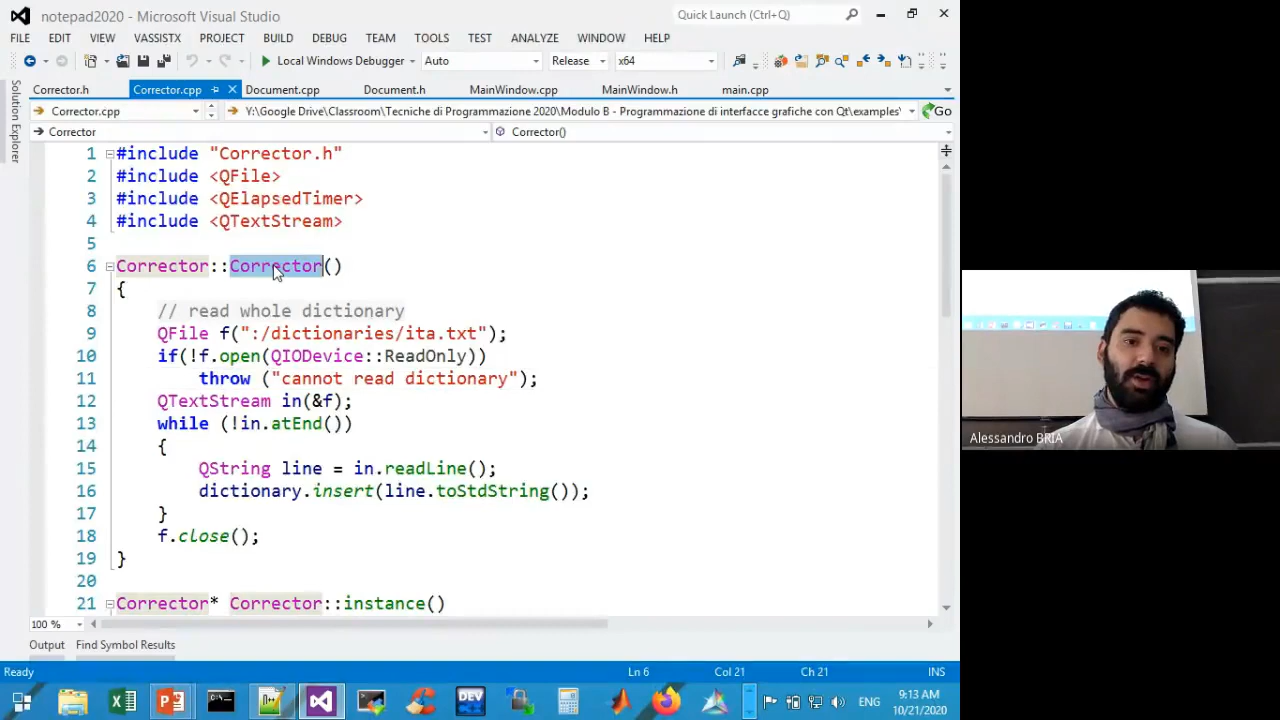 notepad2020 - Microsoft Visual Studio
Quick Launch (Ctrl+Q)
FILE EDIT VIEW VASSISTX PROJECT BUILD DEBUG TEAM TOOLS TEST ANALYZE WINDOW HELP
Local Windows Debugger Auto Release x64
Corrector.h Corrector.cpp Document.cpp Document.h MainWindow.cpp MainWindow.h main.cpp
Corrector.cpp Y:\Google Drive\Classroom\Tecniche di Programmazione 2020\Modulo B - Programmazione di interfacce grafiche con Qt\examples\ Go
Corrector Corrector()
Solution Explorer
1 #include "Corrector.h"
2 #include <QFile>
3 #include <QElapsedTimer>
4 #include <QTextStream>
5
6 Corrector::Corrector()
7 {
8 // read whole dictionary
9 QFile f(":/dictionaries/ita.txt");
10 if(!f.open(QIODevice::ReadOnly))
11 throw ("cannot read dictionary");
12 QTextStream in(&f);
13 while (!in.atEnd())
14 {
15 QString line = in.readLine();
16 dictionary.insert(line.toStdString());
17 }
18 f.close();
19 }
20
21 Corrector* Corrector::instance()
100 %
Output Find Symbol Results
Ready Ln 6 Col 21 Ch 21 INS
DEV
ENG
9:13 AM
10/21/2020
Alessandro BRIA